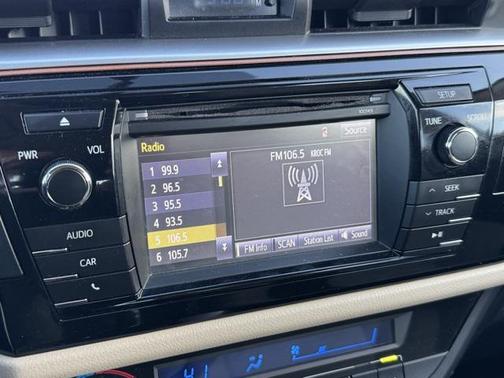 SETUP
PWR VOL
TUNE SCROLL
Radio
Source
1 99.9
2 96.5
3 95.5
4 93.5
5 106.5
6 105.7
FM106.5 KROC FM
FM Info SCAN Station List Sound
AUDIO
CAR
SEEK
TRACK